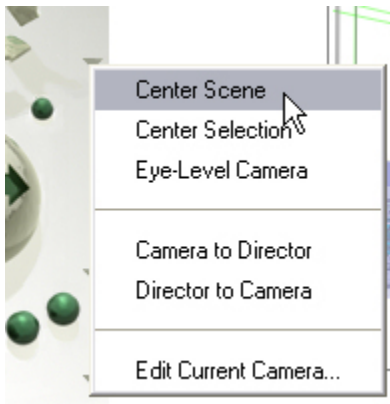 Center Scene
Center Selection
Eye-Level Camera
Camera to Director
Director to Camera
Edit Current Camera...